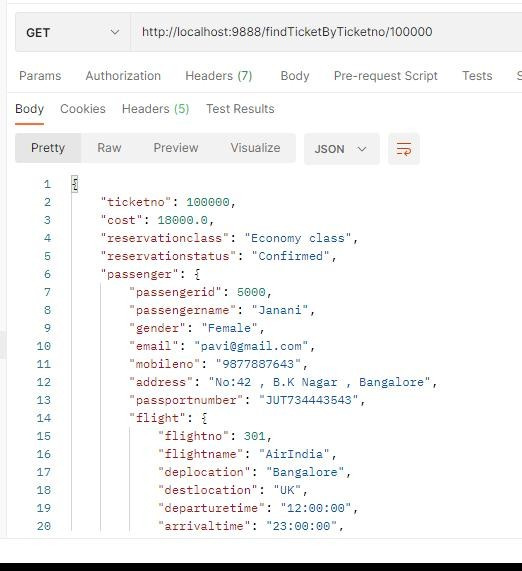 GET http://localhost:9888/findTicketByTicketno/100000
Params Authorization Headers (7) Body Pre-request Script Tests S
Body Cookies Headers (5) Test Results
Pretty Raw Preview Visualize JSON
1 {
2 "ticketno": 100000,
3 "cost": 18000.0,
4 "reservationclass": "Economy class",
5 "reservationstatus": "Confirmed",
6 "passenger": {
7 "passengerid": 5000,
8 "passengername": "Janani",
9 "gender": "Female",
10 "email": "pavi@gmail.com",
11 "mobileno": "9877887643",
12 "address": "No:42 , B.K Nagar , Bangalore",
13 "passportnumber": "JUT734443543",
14 "flight": {
15 "flightno": 301,
16 "flightname": "AirIndia",
17 "deplocation": "Bangalore",
18 "destlocation": "UK",
19 "departuretime": "12:00:00",
20 "arrivaltime": "23:00:00",